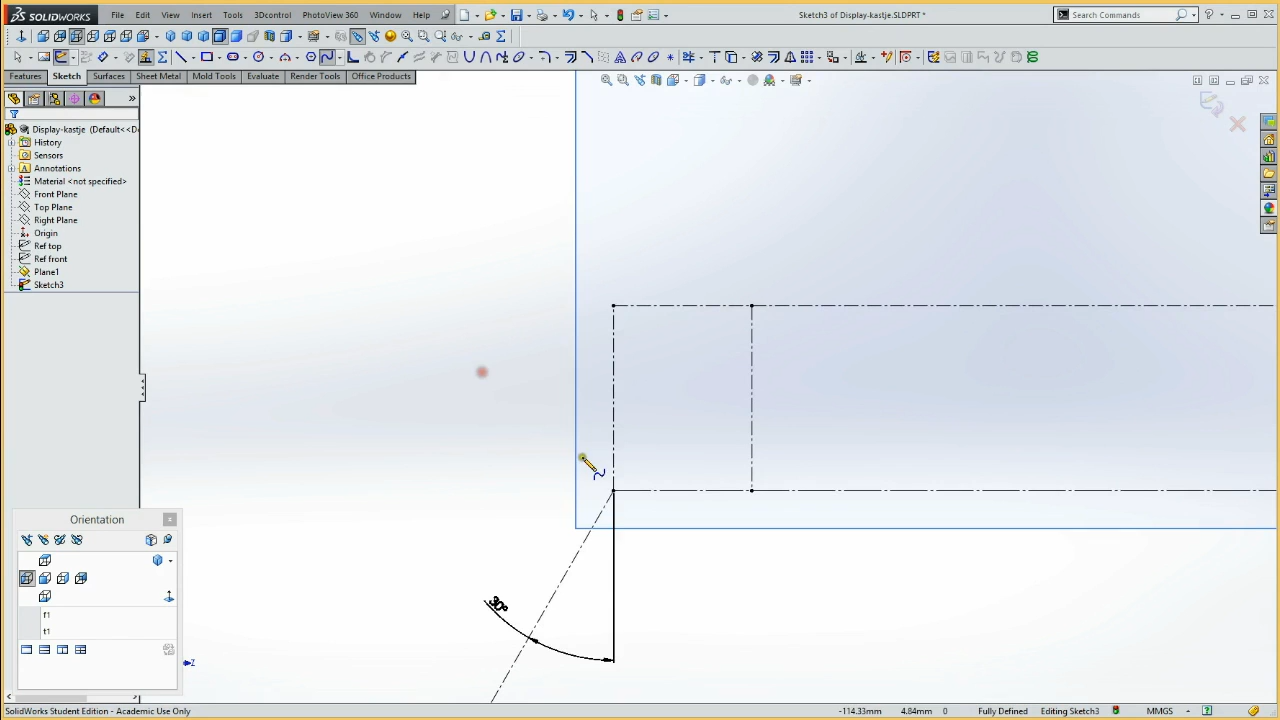 SOLIDWORKS File Edit View Insert Tools 3Dcontrol PhotoView 360 Window Help Sketch3 of Display-kastje.SLDPRT * Search Commands
Features Sketch Surfaces Sheet Metal Mold Tools Evaluate Render Tools Office Products
Display-kastje (Default<<D
History
Sensors
Annotations
Material <not specified>
Front Plane
Top Plane
Right Plane
Origin
Ref top
Ref front
Plane1
Sketch3
Orientation
f1
t1
Z
30°
SolidWorks Student Edition - Academic Use Only -114.33mm 4.84mm 0 Fully Defined Editing Sketch3 MMGS